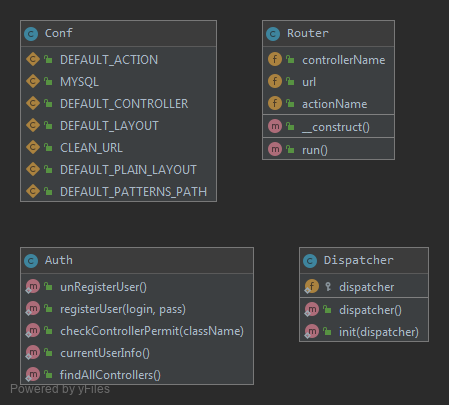 Conf
DEFAULT_ACTION
MYSQL
DEFAULT_CONTROLLER
DEFAULT_LAYOUT
CLEAN_URL
DEFAULT_PLAIN_LAYOUT
DEFAULT_PATTERNS_PATH
Router
controllerName
url
actionName
__construct()
run()
Auth
unRegisterUser()
registerUser(login, pass)
checkControllerPermit(className)
currentUserInfo()
findAllControllers()
Dispatcher
dispatcher
dispatcher()
init(dispatcher)
Powered by yFiles